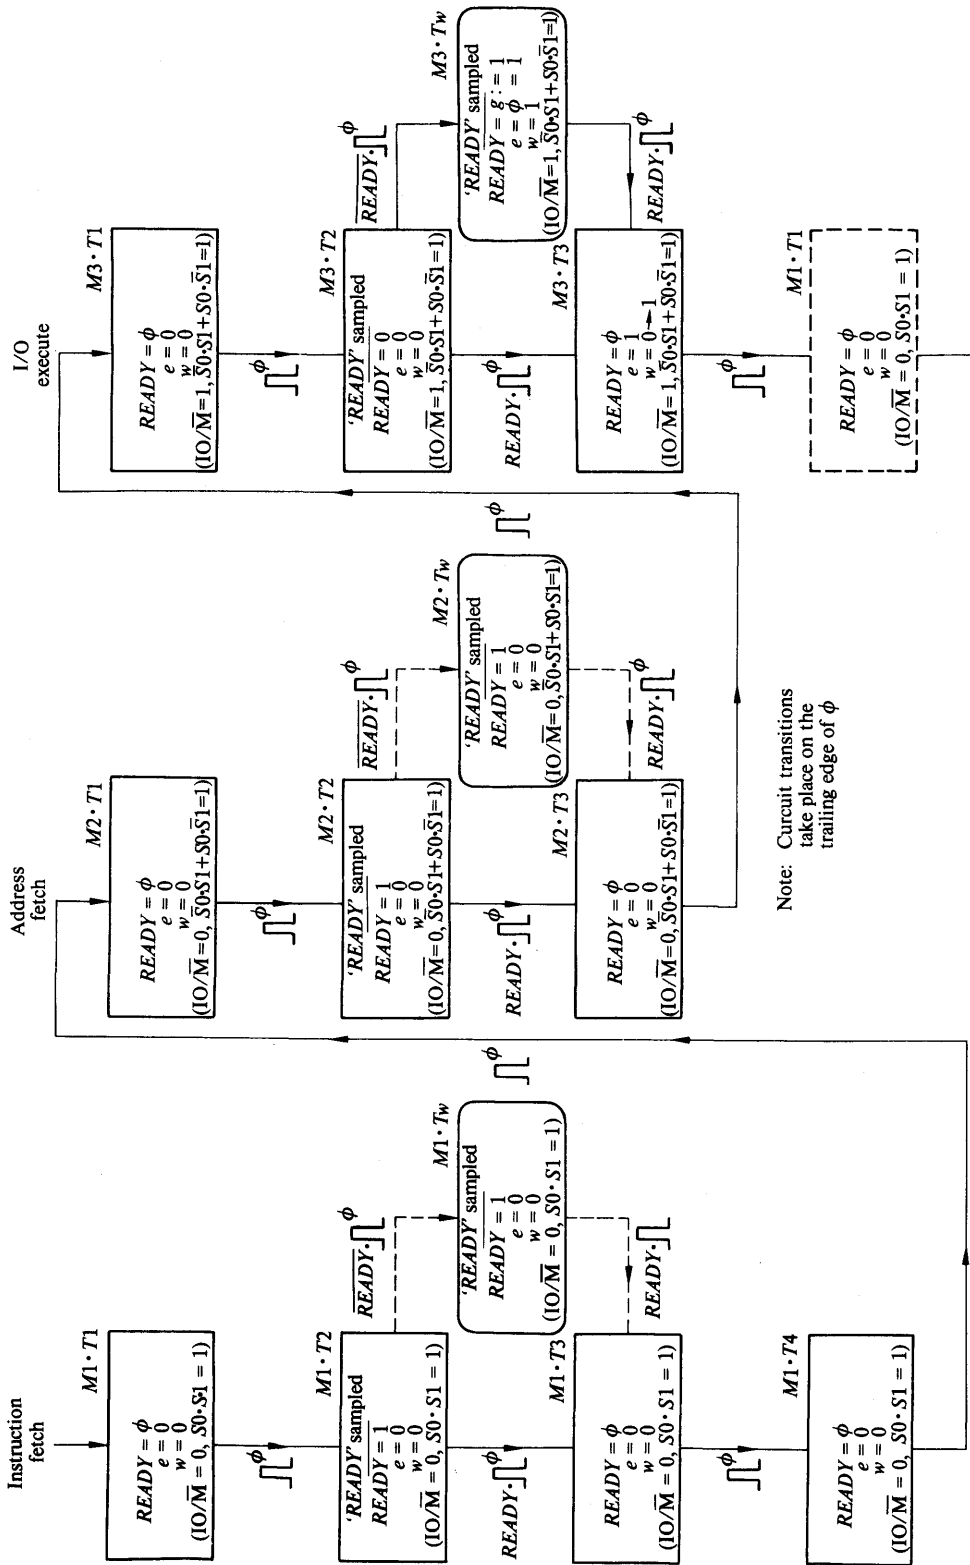 Instruction
fetch
M1 · T1
READY = ϕ
e = 0
w = 0
(IO/M̅ = 0, S0·S1 = 1)
ϕ
M1 · T2
'READY' sampled
R̅E̅A̅D̅Y̅ = 1
e = 0
w = 0
(IO/M̅ = 0, S0 · S1 = 1)
R̅E̅A̅D̅Y̅· ϕ
M1 · Tw
'READY' sampled
R̅E̅A̅D̅Y̅ = 1
e = 0
w = 0
(IO/M̅ = 0, S0 · S1 = 1)
READY· ϕ
READY·
M1 · T3
READY = ϕ
e = 0
w = 0
(IO/M̅ = 0, S0 · S1 = 1)
ϕ
M1 · T4
READY = ϕ
e = 0
w = 0
(IO/M̅ = 0, S0 · S1 = 1)
ϕ
Address
fetch
M2 · T1
READY = ϕ
e = 0
w = 0
(IO/M̅=0, S̅0·S1+S0·S̅1=1)
ϕ
M2 · T2
'READY' sampled
R̅E̅A̅D̅Y̅ = 1
e = 0
w = 0
(IO/M̅=0, S̅0·S1+S0·S̅1=1)
R̅E̅A̅D̅Y̅· ϕ
M2 · Tw
'READY' sampled
R̅E̅A̅D̅Y̅ = 1
e = 0
w = 0
(IO/M̅=0, S̅0·S1+S0·S1=1)
READY· ϕ
READY· ϕ
M2 · T3
READY = ϕ
e = 0
w = 0
(IO/M̅=0, S̅0·S1+S0·S̅1=1)
ϕ
I/O
execute
M3 · T1
READY = ϕ
e = 0
w = 0
(IO/M̅=1, S̅0·S1+S0·S̅1=1)
ϕ
M3 · T2
'READY' sampled
R̅E̅A̅D̅Y̅ = 0
e = 0
w = 0
(IO/M̅=1, S̅0·S1+S0·S̅1=1)
R̅E̅A̅D̅Y̅· ϕ
M3 · Tw
'READY' sampled
R̅E̅A̅D̅Y̅ = g : = 1
e = ϕ = 1
w = 1
(IO/M̅=1, S̅0·S1+S0·S̅1=1)
READY· ϕ
READY· ϕ
M3 · T3
READY = ϕ
e = 1
w = 0→1
(IO/M̅=1, S̅0·S1+S0·S̅1=1)
ϕ
M1 · T1
READY = ϕ
e = 0
w = 0
(IO/M̅ = 0, S0·S1 = 1)
Note: Curcuit transitions
take place on the
trailing edge of ϕ